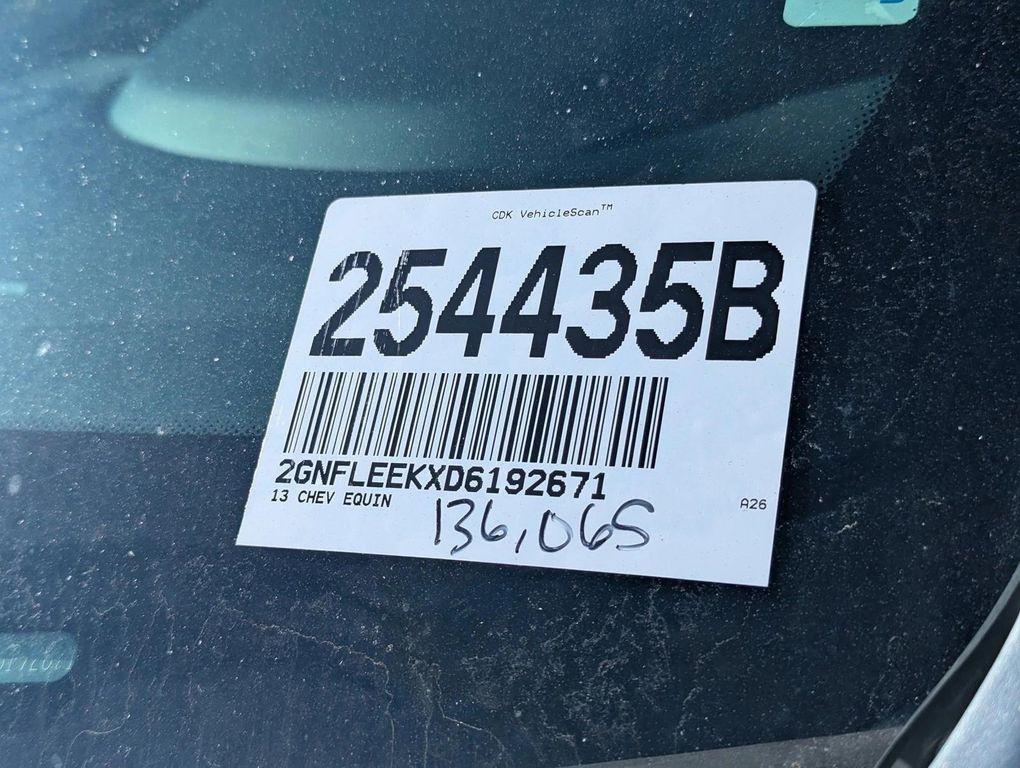 CDK VehicleScan™
254435B
2GNFLEEKXD6192671
13 CHEV EQUIN
A26
136,065